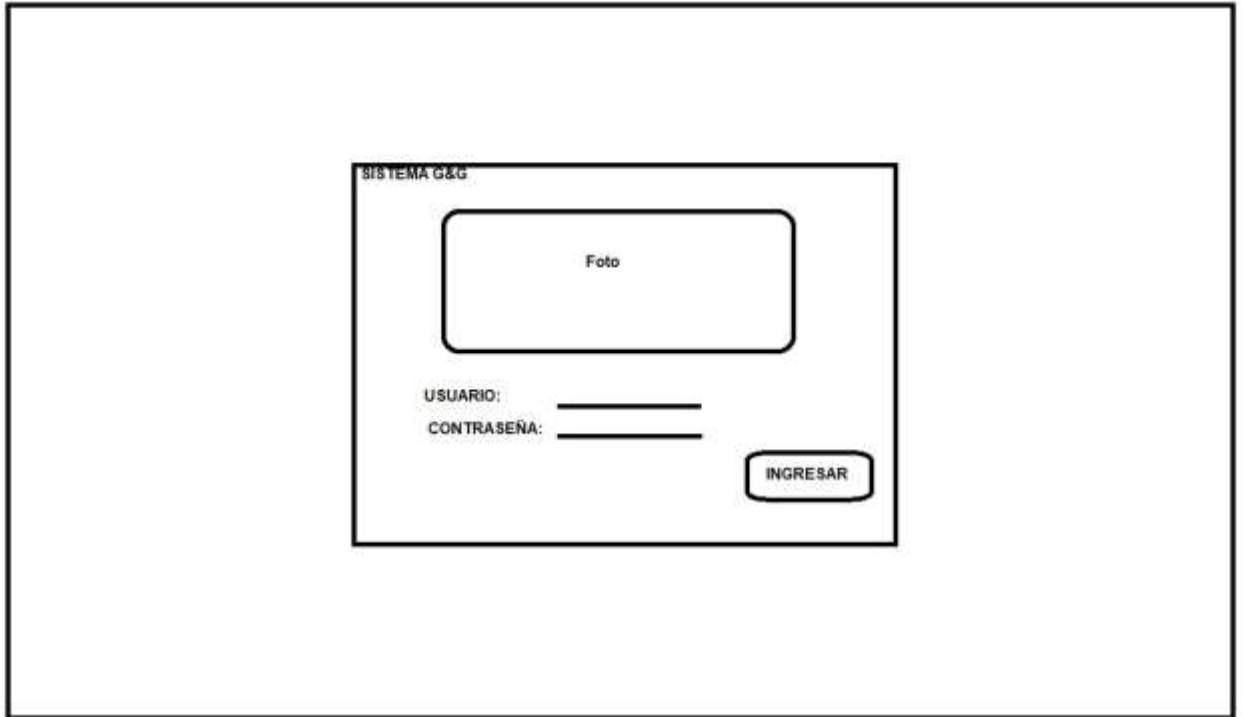 SISTEMA G&G
Foto
USUARIO:
CONTRASEÑA:
INGRESAR